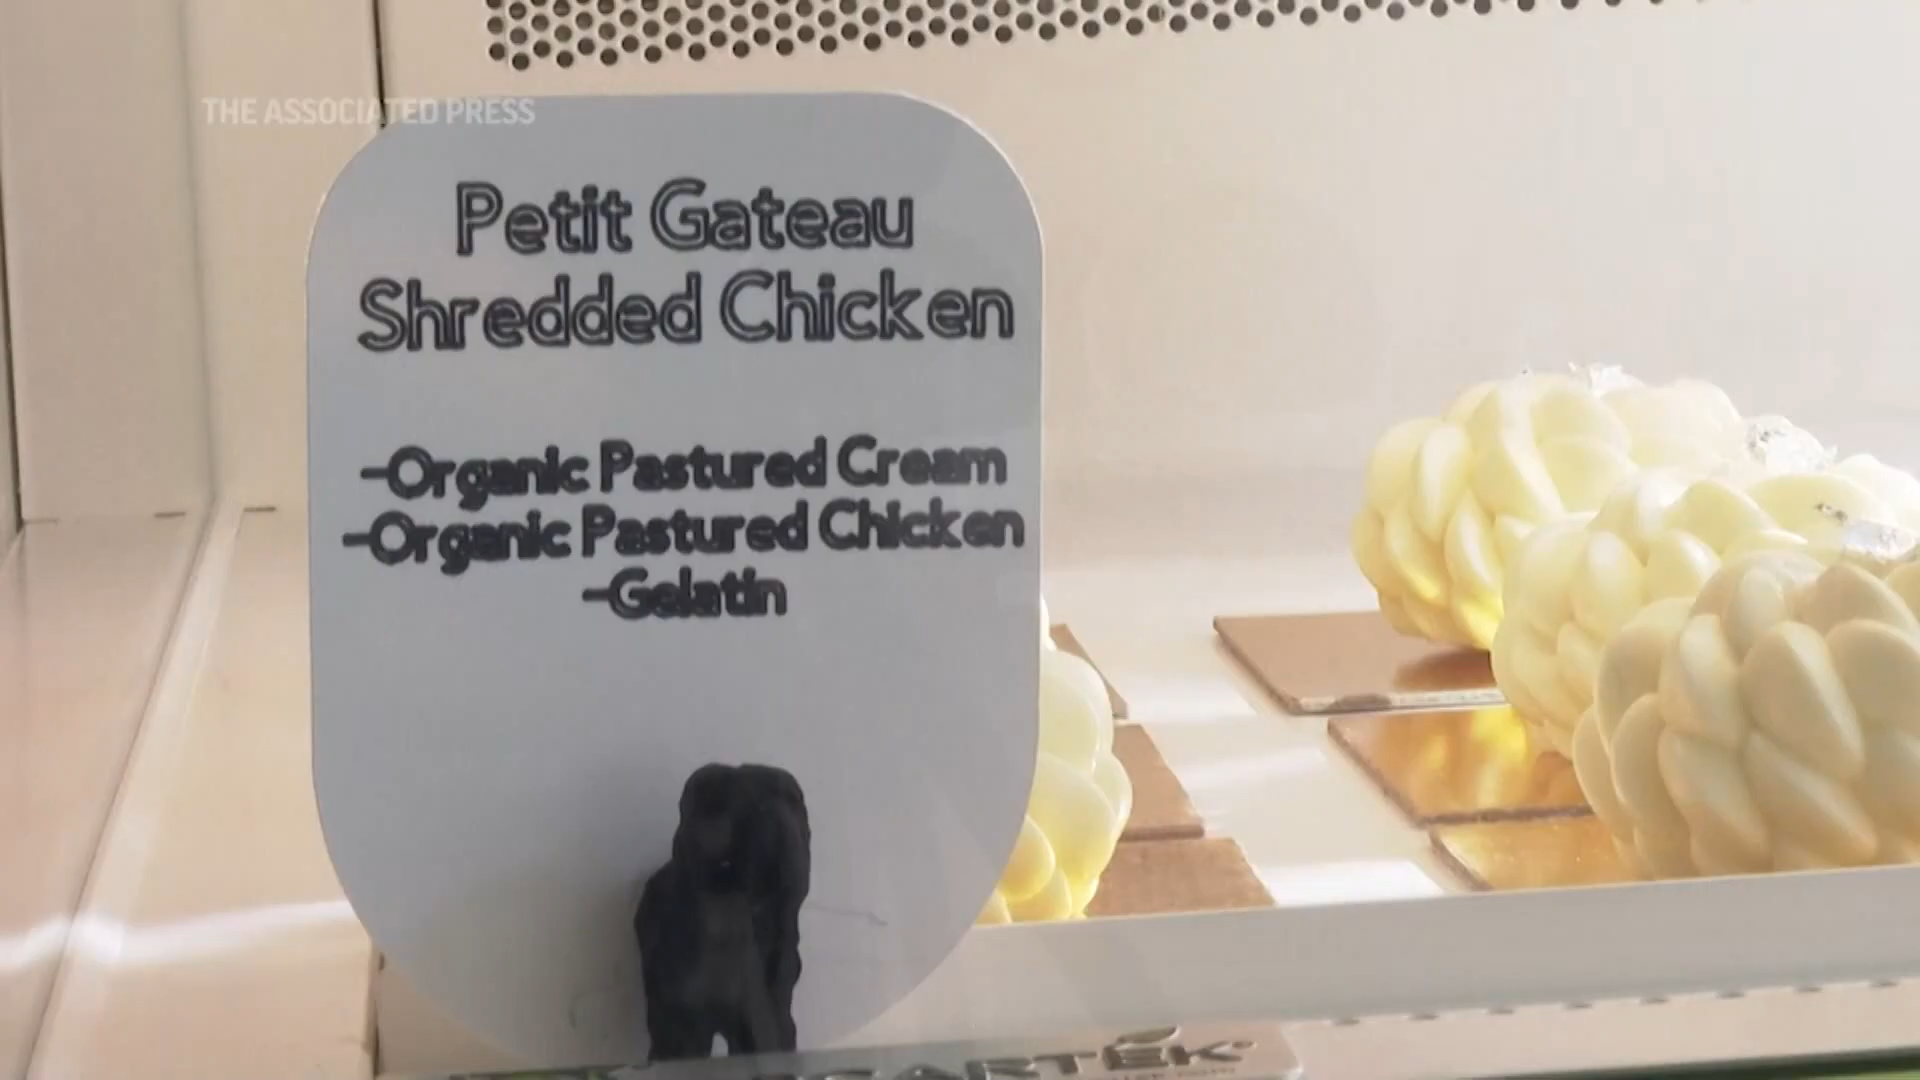 THE ASSOCIATED PRESS
Petit Gateau
Shredded Chicken
-Organic Pastured Cream
-Organic Pastured Chicken
-Gelatin